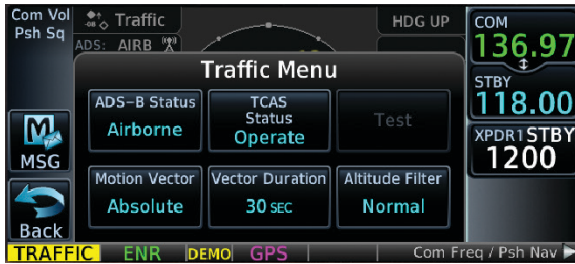 Com Vol
Psh Sq
Traffic
HDG UP
COM
136.97
ADS: AIRB
Traffic Menu
STBY
118.00
ADS-B Status
Airborne
TCAS
Status
Operate
Test
XPDR1 STBY
1200
MSG
Motion Vector
Absolute
Vector Duration
30 SEC
Altitude Filter
Normal
Back
TRAFFIC ENR DEMO GPS Com Freq / Psh Nav